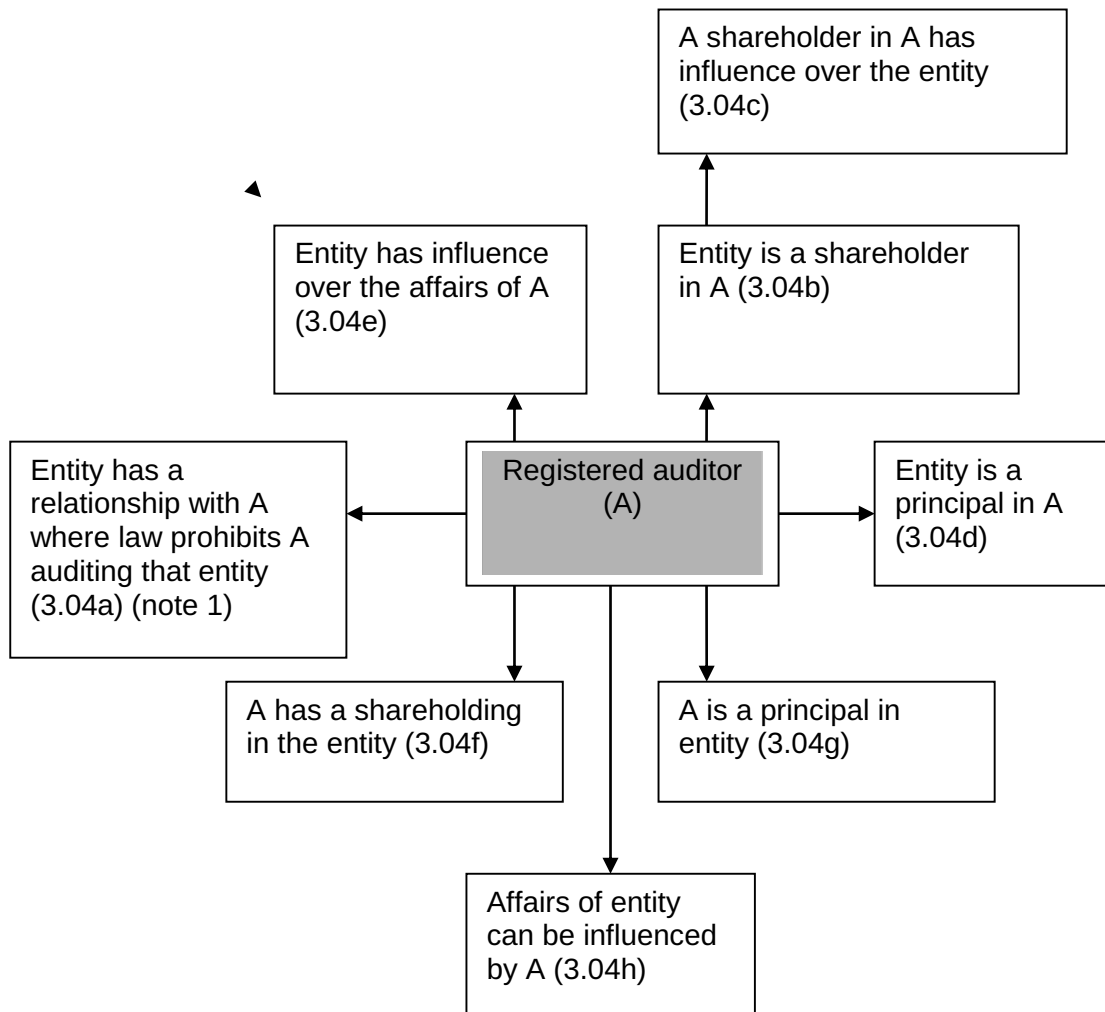 A shareholder in A has
influence over the entity
(3.04c)
Entity has influence
over the affairs of A
(3.04e)
Entity is a shareholder
in A (3.04b)
Entity has a
relationship with A
where law prohibits A
auditing that entity
(3.04a) (note 1)
Registered auditor
(A)
Entity is a
principal in A
(3.04d)
A has a shareholding
in the entity (3.04f)
A is a principal in
entity (3.04g)
Affairs of entity
can be influenced
by A (3.04h)